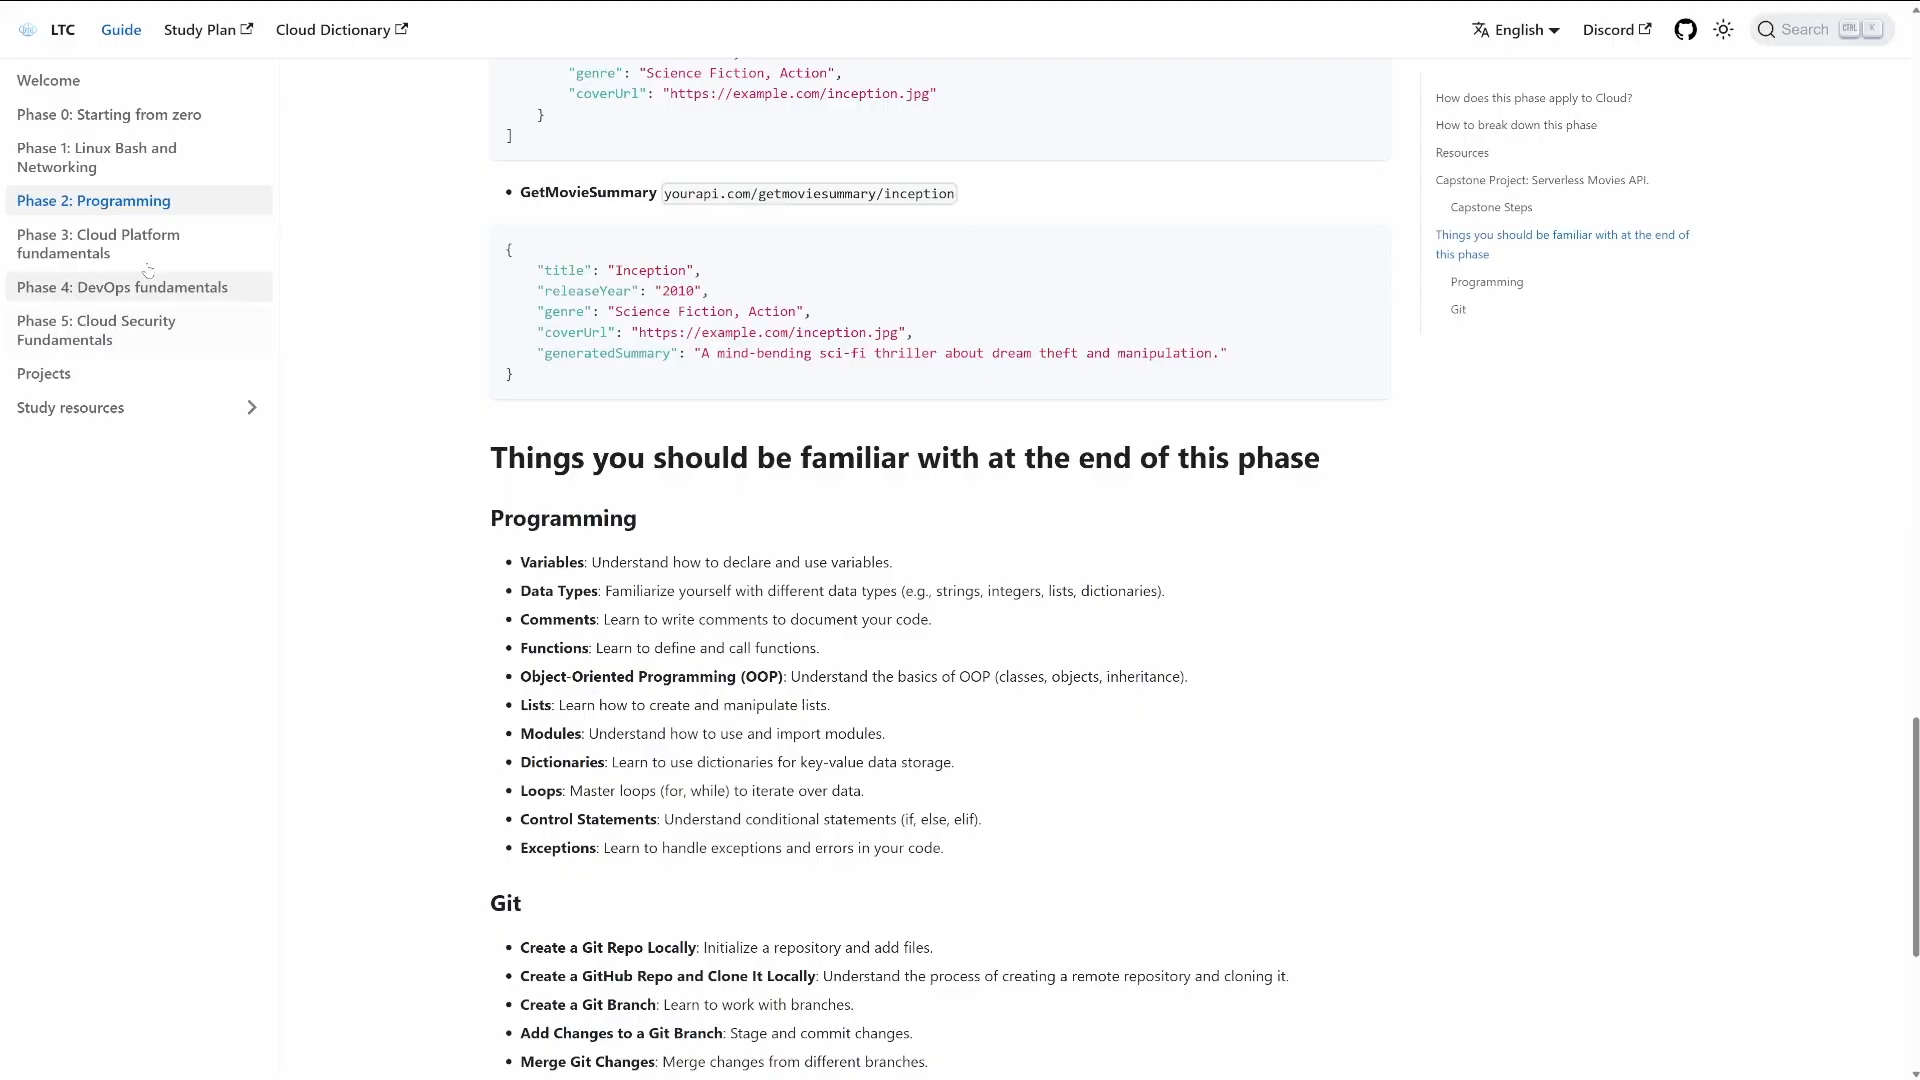 LTC Guide Study Plan Cloud Dictionary English Discord Search CTRL K
Welcome
Phase 0: Starting from zero
Phase 1: Linux Bash and
Networking
Phase 2: Programming
Phase 3: Cloud Platform
fundamentals
Phase 4: DevOps fundamentals
Phase 5: Cloud Security
Fundamentals
Projects
Study resources
"genre": "Science Fiction, Action",
"coverUrl": "https://example.com/inception.jpg"
}
]
• GetMovieSummary yourapi.com/getmoviesummary/inception
{
"title": "Inception",
"releaseYear": "2010",
"genre": "Science Fiction, Action",
"coverUrl": "https://example.com/inception.jpg",
"generatedSummary": "A mind-bending sci-fi thriller about dream theft and manipulation."
}
Things you should be familiar with at the end of this phase
Programming
• Variables: Understand how to declare and use variables.
• Data Types: Familiarize yourself with different data types (e.g., strings, integers, lists, dictionaries).
• Comments: Learn to write comments to document your code.
• Functions: Learn to define and call functions.
• Object-Oriented Programming (OOP): Understand the basics of OOP (classes, objects, inheritance).
• Lists: Learn how to create and manipulate lists.
• Modules: Understand how to use and import modules.
• Dictionaries: Learn to use dictionaries for key-value data storage.
• Loops: Master loops (for, while) to iterate over data.
• Control Statements: Understand conditional statements (if, else, elif).
• Exceptions: Learn to handle exceptions and errors in your code.
Git
• Create a Git Repo Locally: Initialize a repository and add files.
• Create a GitHub Repo and Clone It Locally: Understand the process of creating a remote repository and cloning it.
• Create a Git Branch: Learn to work with branches.
• Add Changes to a Git Branch: Stage and commit changes.
• Merge Git Changes: Merge changes from different branches.
How does this phase apply to Cloud?
How to break down this phase
Resources
Capstone Project: Serverless Movies API.
Capstone Steps
Things you should be familiar with at the end of
this phase
Programming
Git